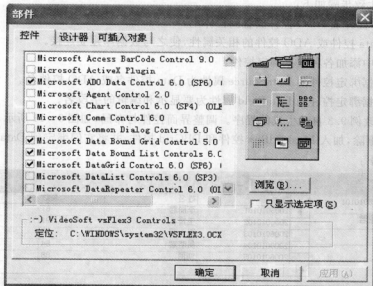 部件
控件 设计器 可插入对象
Microsoft Access BarCode Control 9.0
Microsoft ActiveX Plugin
Microsoft ADO Data Control 6.0 (SP6)
Microsoft Agent Control 2.0
Microsoft Chart Control 6.0 (SP4) (OLE
Microsoft Comm Control 6.0
Microsoft Common Dialog Control 6.0 (S
Microsoft Data Bound Grid Control 5.0
Microsoft Data Bound List Controls 6.0
Microsoft DataGrid Control 6.0 (SP6)
Microsoft DataList Controls 6.0 (SP3)
Microsoft DataRepeater Control 6.0 (OL
OLE
浏览(B)...
只显示选定项(S)
:-) VideoSoft vsFlex3 Controls
定位: C:\WINDOWS\system32\VSFLEX3.OCX
确定 取消 应用(A)